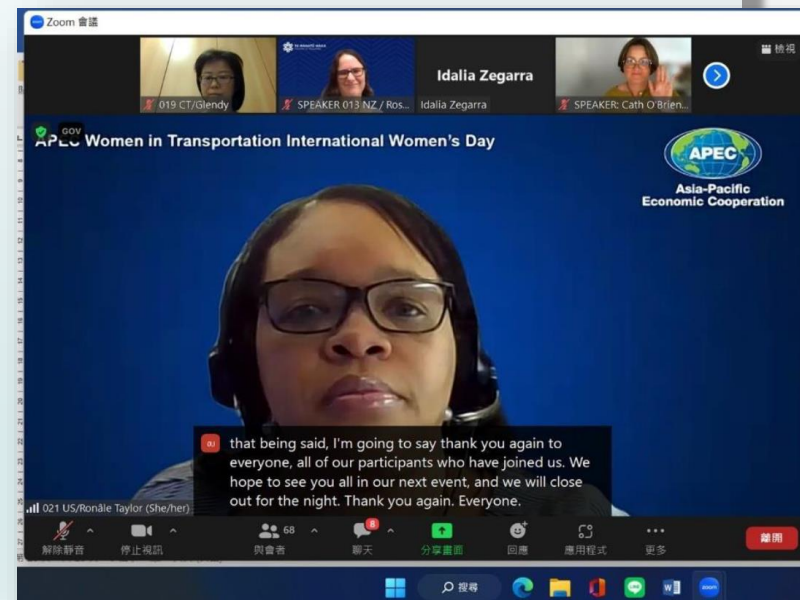 Zoom 會議
檢視
019 CT/Glendy
SPEAKER 013 NZ / Ros...
Idalia Zegarra
Idalia Zegarra
SPEAKER: Cath O'Brien...
GOV
APEC Women in Transportation International Women's Day
APEC
Asia-Pacific
Economic Cooperation
that being said, I'm going to say thank you again to
everyone, all of our participants who have joined us. We
hope to see you all in our next event, and we will close
out for the night. Thank you again. Everyone.
021 US/Ronâle Taylor (She/her)
68
8
解除靜音
停止視訊
與會者
聊天
分享畫面
回應
應用程式
更多
離開
搜尋
zoom